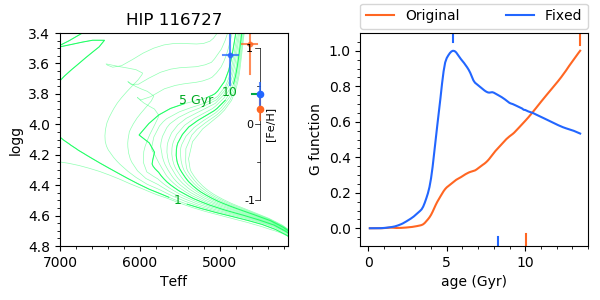 HIP 116727
Original Fixed
3.4
3.6
3.8
4.0
4.2
4.4
4.6
4.8
logg
7000 6000 5000
Teff
5 Gyr
10
1
1
0
-1
[Fe/H]
1.0
0.8
0.6
0.4
0.2
0.0
G function
0 5 10
age (Gyr)